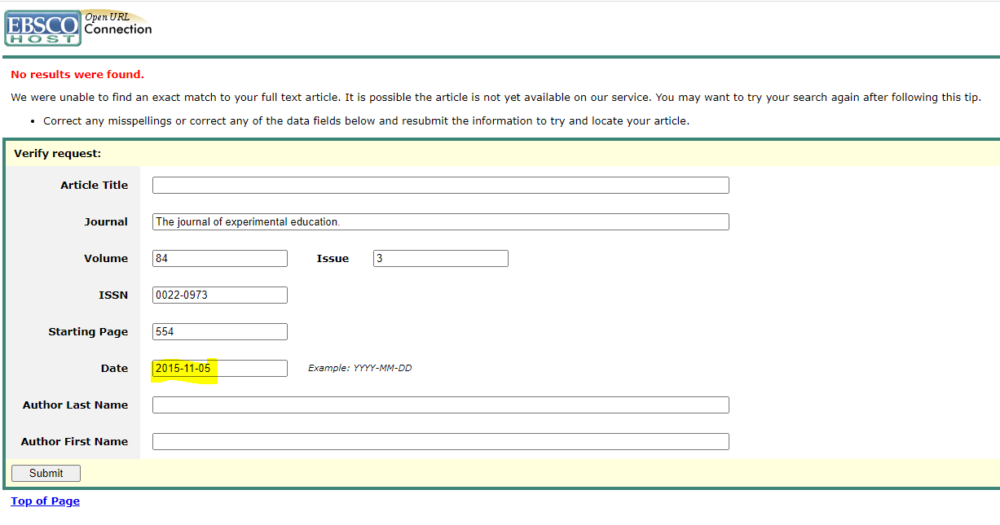 EBSCO
HOST
Open URL
Connection
No results were found.
We were unable to find an exact match to your full text article. It is possible the article is not yet available on our service. You may want to try your search again after following this tip.
• Correct any misspellings or correct any of the data fields below and resubmit the information to try and locate your article.
Verify request:
Article Title
Journal The journal of experimental education.
Volume 84 Issue 3
ISSN 0022-0973
Starting Page 554
Date 2015-11-05 Example: YYYY-MM-DD
Author Last Name
Author First Name
Submit
Top of Page